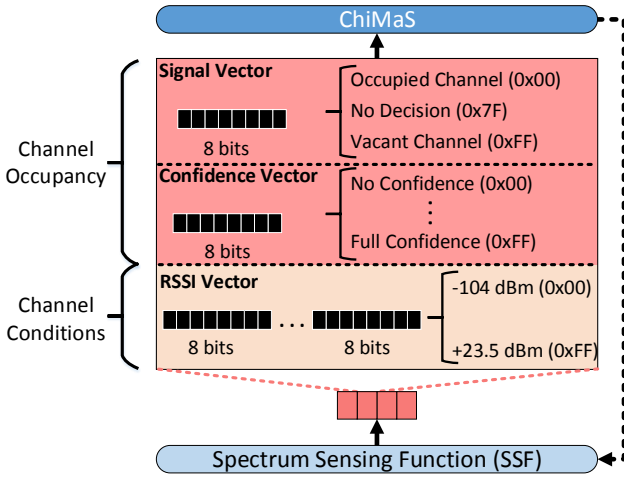 ChiMaS
Signal Vector
Occupied Channel (0x00)
No Decision (0x7F)
Vacant Channel (0xFF)
8 bits
Channel
Occupancy
Confidence Vector
No Confidence (0x00)
⋮
Full Confidence (0xFF)
8 bits
RSSI Vector
Channel
Conditions
-104 dBm (0x00)
...
8 bits
8 bits
+23.5 dBm (0xFF)
Spectrum Sensing Function (SSF)